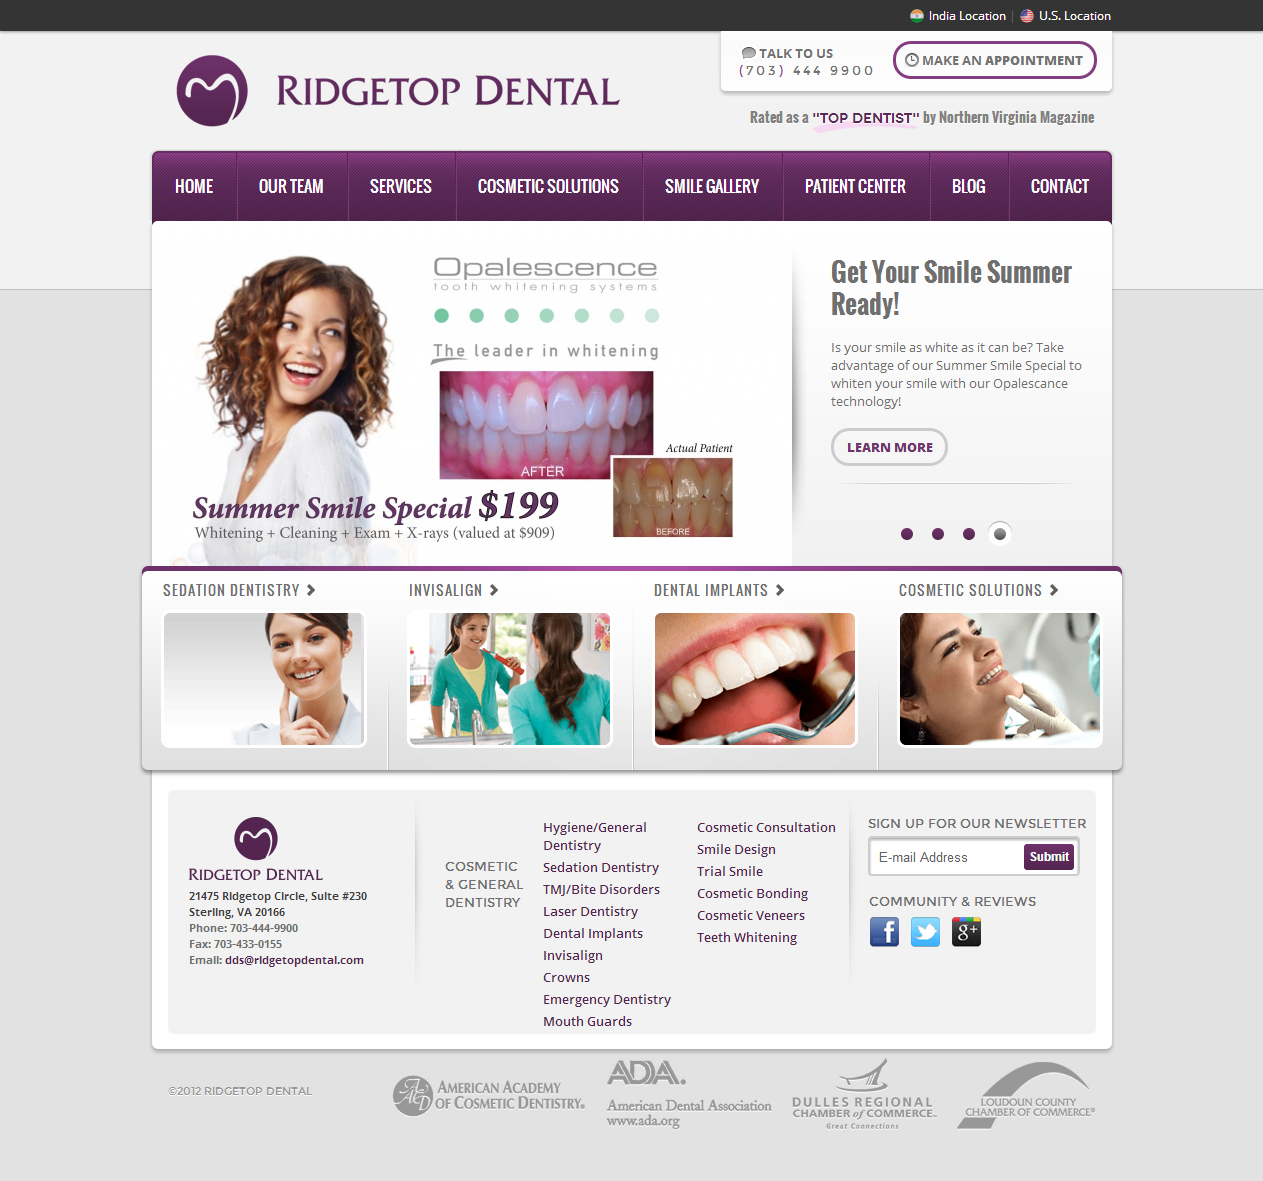 India Location
U.S. Location
RIDGETOP DENTAL
TALK TO US
(703) 444 9900
MAKE AN APPOINTMENT
Rated as a "TOP DENTIST" by Northern Virginia Magazine
HOME
OUR TEAM
SERVICES
COSMETIC SOLUTIONS
SMILE GALLERY
PATIENT CENTER
BLOG
CONTACT
Opalescence
tooth whitening systems
The leader in whitening
AFTER
Actual Patient
BEFORE
Summer Smile Special $199
Whitening + Cleaning + Exam + X-rays (valued at $909)
Get Your Smile Summer
Ready!
Is your smile as white as it can be? Take
advantage of our Summer Smile Special to
whiten your smile with our Opalescance
technology!
LEARN MORE
SEDATION DENTISTRY
INVISALIGN
DENTAL IMPLANTS
COSMETIC SOLUTIONS
RIDGETOP DENTAL
21475 Ridgetop Circle, Suite #230
Sterling, VA 20166
Phone: 703-444-9900
Fax: 703-433-0155
Email: dds@ridgetopdental.com
COSMETIC
& GENERAL
DENTISTRY
Hygiene/General
Dentistry
Sedation Dentistry
TMJ/Bite Disorders
Laser Dentistry
Dental Implants
Invisalign
Crowns
Emergency Dentistry
Mouth Guards
Cosmetic Consultation
Smile Design
Trial Smile
Cosmetic Bonding
Cosmetic Veneers
Teeth Whitening
SIGN UP FOR OUR NEWSLETTER
E-mail Address
Submit
COMMUNITY & REVIEWS
f
g+
©2012 RIDGETOP DENTAL
AACD
AMERICAN ACADEMY
OF COSMETIC DENTISTRY®
ADA.
American Dental Association
www.ada.org
DULLES REGIONAL
CHAMBER of COMMERCE™
Great Connections
LOUDOUN COUNTY
CHAMBER OF COMMERCE®